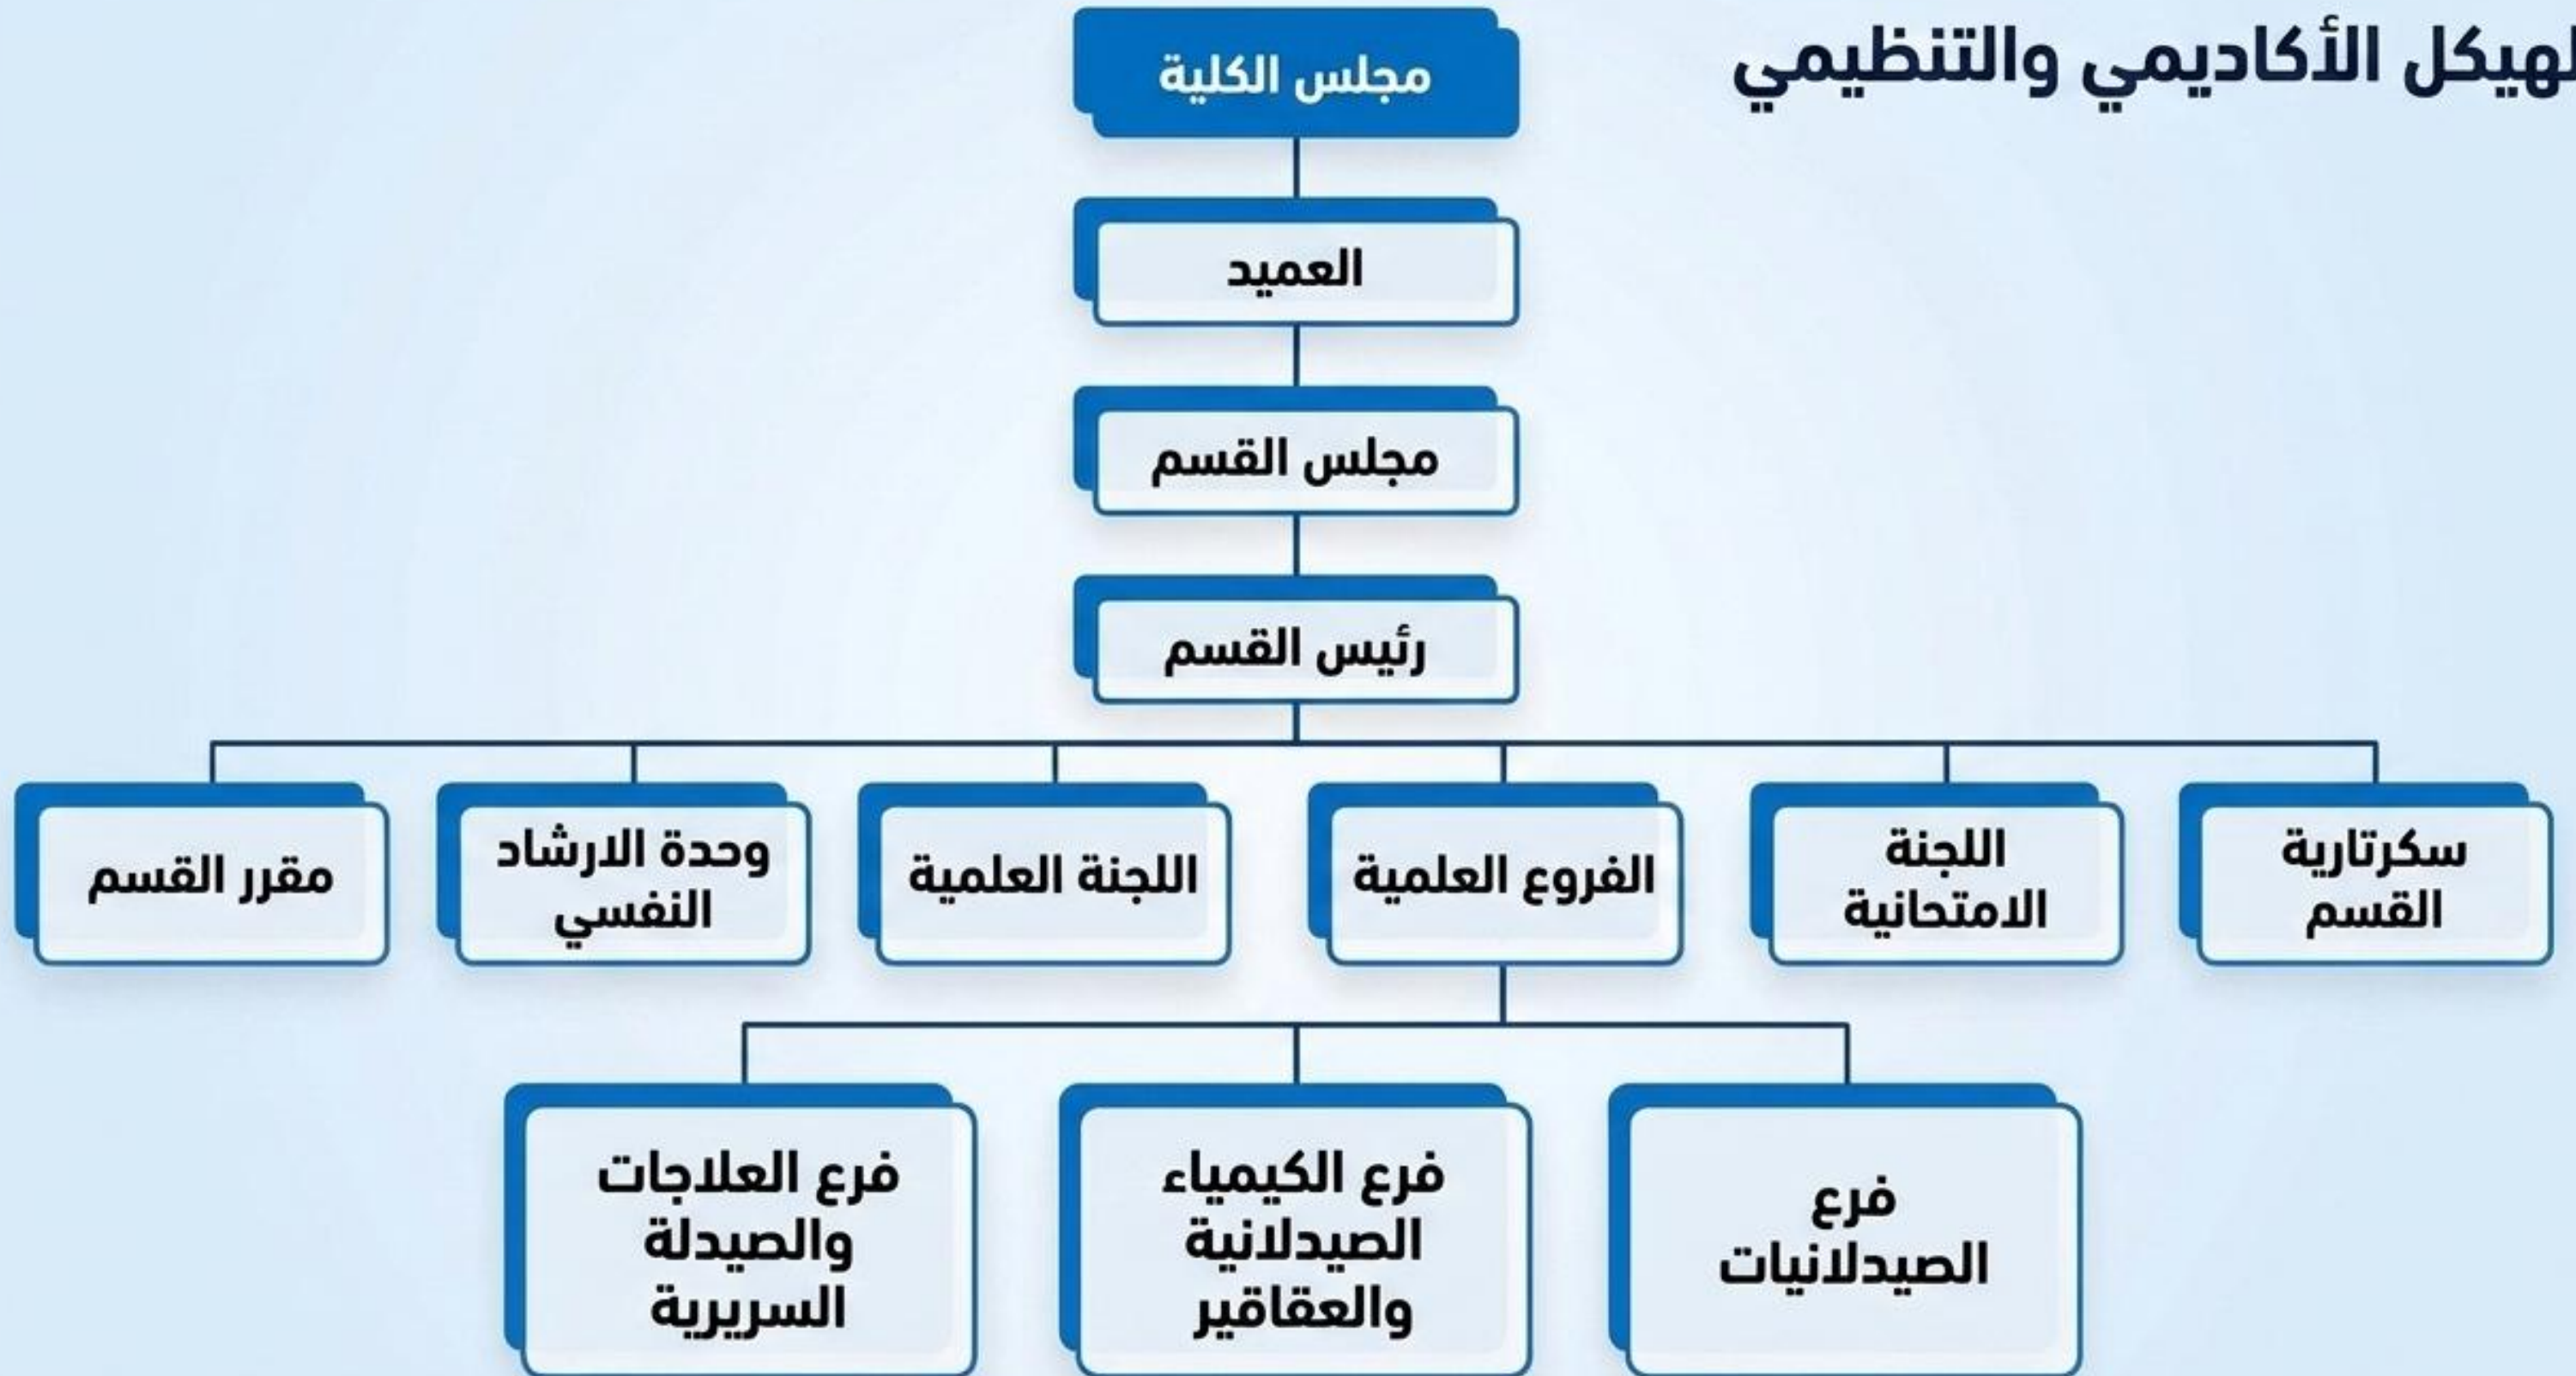 لهيكل الأكاديمي والتنظيمي
مجلس الكلية
العميد
مجلس القسم
رئيس القسم
سكرتارية
القسم
اللجنة
الامتحانية
الفروع العلمية
اللجنة العلمية
وحدة الارشاد
النفسي
مقرر القسم
فرع
الصيدلانيات
فرع الكيمياء
الصيدلانية
والعقاقير
فرع العلاجات
والصيدلة
السريرية